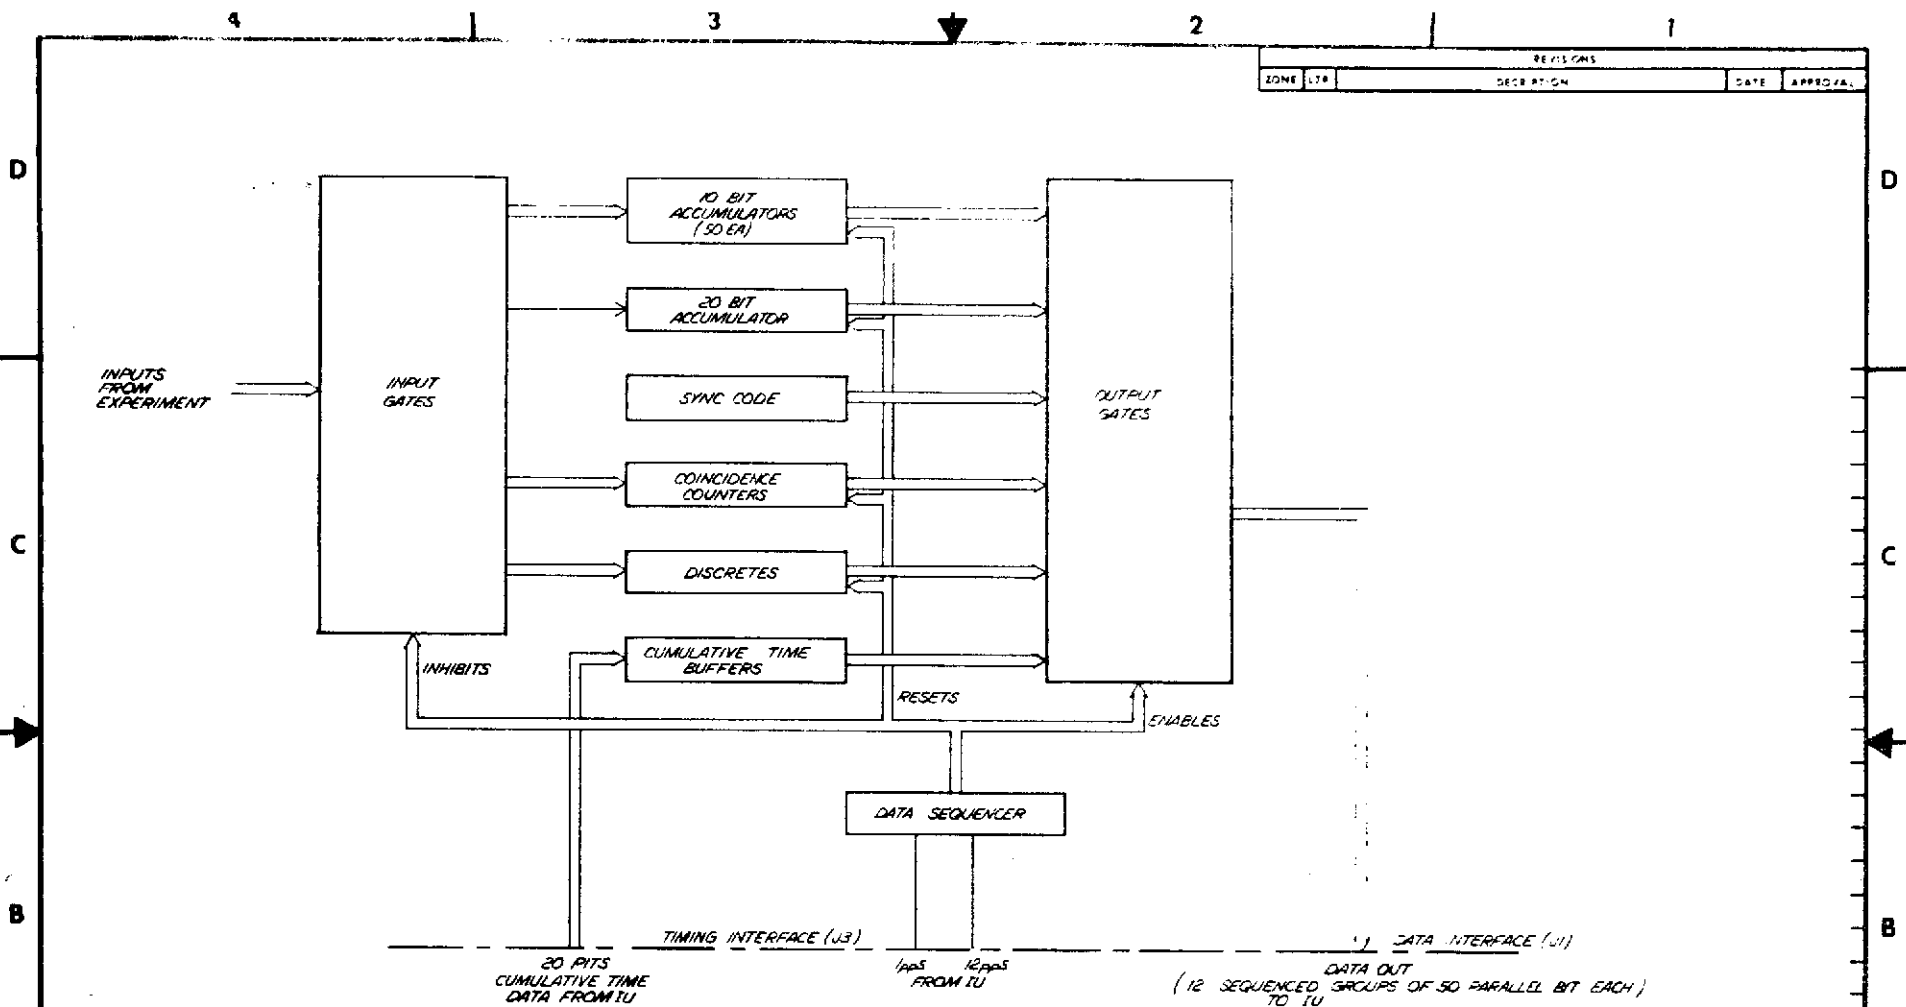 4 3 2 1
REVISIONS
ZONE LTR DESCRIPTION DATE APPROVAL
D D
10 BIT
ACCUMULATORS
(50 EA)
20 BIT
ACCUMULATOR
INPUTS
FROM
EXPERIMENT
INPUT
GATES
SYNC CODE
OUTPUT
GATES
COINCIDENCE
COUNTERS
C C
DISCRETES
CUMULATIVE TIME
BUFFERS
INHIBITS
RESETS
ENABLES
DATA SEQUENCER
B B
TIMING INTERFACE (J3)
DATA INTERFACE (J1)
20 BITS
CUMULATIVE TIME
DATA FROM IU
1pps 12pps
FROM IU
DATA OUT
(12 SEQUENCED GROUPS OF 50 PARALLEL BIT EACH)
TO IU